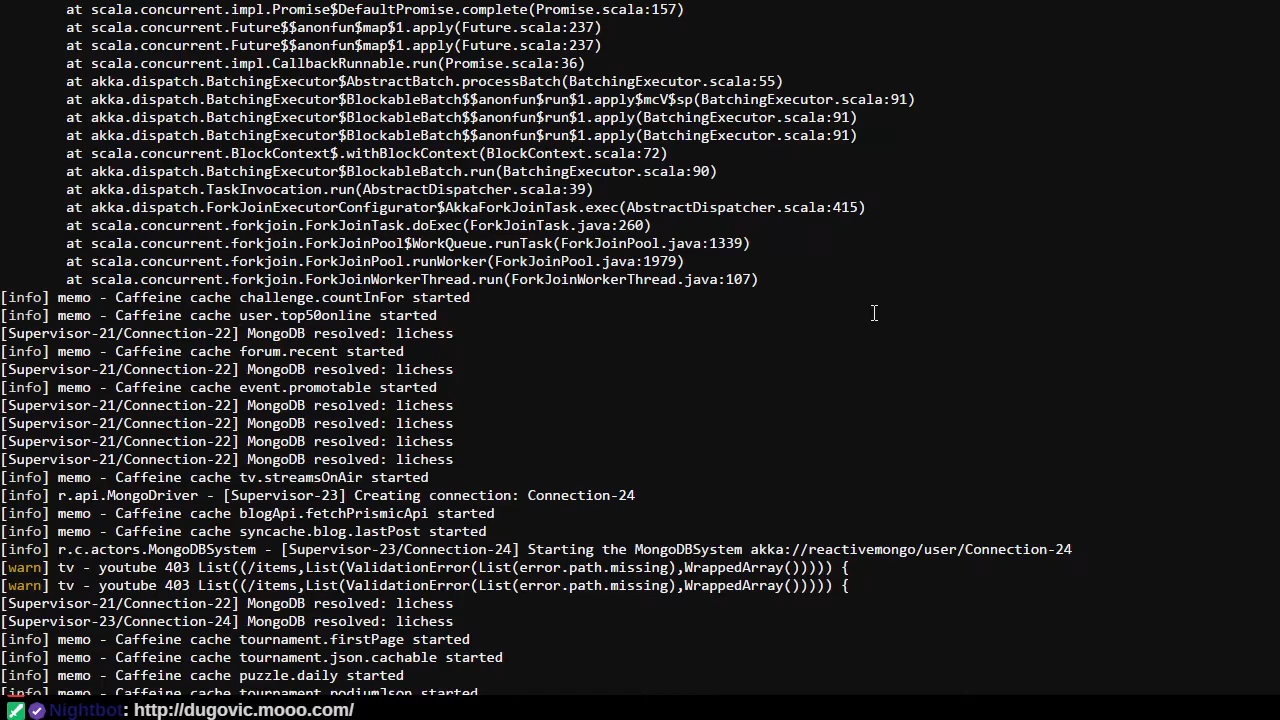 at scala.concurrent.impl.Promise$DefaultPromise.complete(Promise.scala:157)
at scala.concurrent.Future$$anonfun$map$1.apply(Future.scala:237)
at scala.concurrent.Future$$anonfun$map$1.apply(Future.scala:237)
at scala.concurrent.impl.CallbackRunnable.run(Promise.scala:36)
at akka.dispatch.BatchingExecutor$AbstractBatch.processBatch(BatchingExecutor.scala:55)
at akka.dispatch.BatchingExecutor$BlockableBatch$$anonfun$run$1.apply$mcV$sp(BatchingExecutor.scala:91)
at akka.dispatch.BatchingExecutor$BlockableBatch$$anonfun$run$1.apply(BatchingExecutor.scala:91)
at akka.dispatch.BatchingExecutor$BlockableBatch$$anonfun$run$1.apply(BatchingExecutor.scala:91)
at scala.concurrent.BlockContext$.withBlockContext(BlockContext.scala:72)
at akka.dispatch.BatchingExecutor$BlockableBatch.run(BatchingExecutor.scala:90)
at akka.dispatch.TaskInvocation.run(AbstractDispatcher.scala:39)
at akka.dispatch.ForkJoinExecutorConfigurator$AkkaForkJoinTask.exec(AbstractDispatcher.scala:415)
at scala.concurrent.forkjoin.ForkJoinTask.doExec(ForkJoinTask.java:260)
at scala.concurrent.forkjoin.ForkJoinPool$WorkQueue.runTask(ForkJoinPool.java:1339)
at scala.concurrent.forkjoin.ForkJoinPool.runWorker(ForkJoinPool.java:1979)
at scala.concurrent.forkjoin.ForkJoinWorkerThread.run(ForkJoinWorkerThread.java:107)
[info] memo - Caffeine cache challenge.countInFor started
[info] memo - Caffeine cache user.top50online started
[Supervisor-21/Connection-22] MongoDB resolved: lichess
[info] memo - Caffeine cache forum.recent started
[Supervisor-21/Connection-22] MongoDB resolved: lichess
[info] memo - Caffeine cache event.promotable started
[Supervisor-21/Connection-22] MongoDB resolved: lichess
[Supervisor-21/Connection-22] MongoDB resolved: lichess
[Supervisor-21/Connection-22] MongoDB resolved: lichess
[Supervisor-21/Connection-22] MongoDB resolved: lichess
[info] memo - Caffeine cache tv.streamsOnAir started
[info] r.api.MongoDriver - [Supervisor-23] Creating connection: Connection-24
[info] memo - Caffeine cache blogApi.fetchPrismicApi started
[info] memo - Caffeine cache syncache.blog.lastPost started
[info] r.c.actors.MongoDBSystem - [Supervisor-23/Connection-24] Starting the MongoDBSystem akka://reactivemongo/user/Connection-24
[warn] tv - youtube 403 List((/items,List(ValidationError(List(error.path.missing),WrappedArray())))) {
[warn] tv - youtube 403 List((/items,List(ValidationError(List(error.path.missing),WrappedArray())))) {
[Supervisor-21/Connection-22] MongoDB resolved: lichess
[Supervisor-23/Connection-24] MongoDB resolved: lichess
[info] memo - Caffeine cache tournament.firstPage started
[info] memo - Caffeine cache tournament.json.cachable started
[info] memo - Caffeine cache puzzle.daily started
[info] memo - Caffeine cache tournament.podiumJson started
Nightbot: http://dugovic.mooo.com/